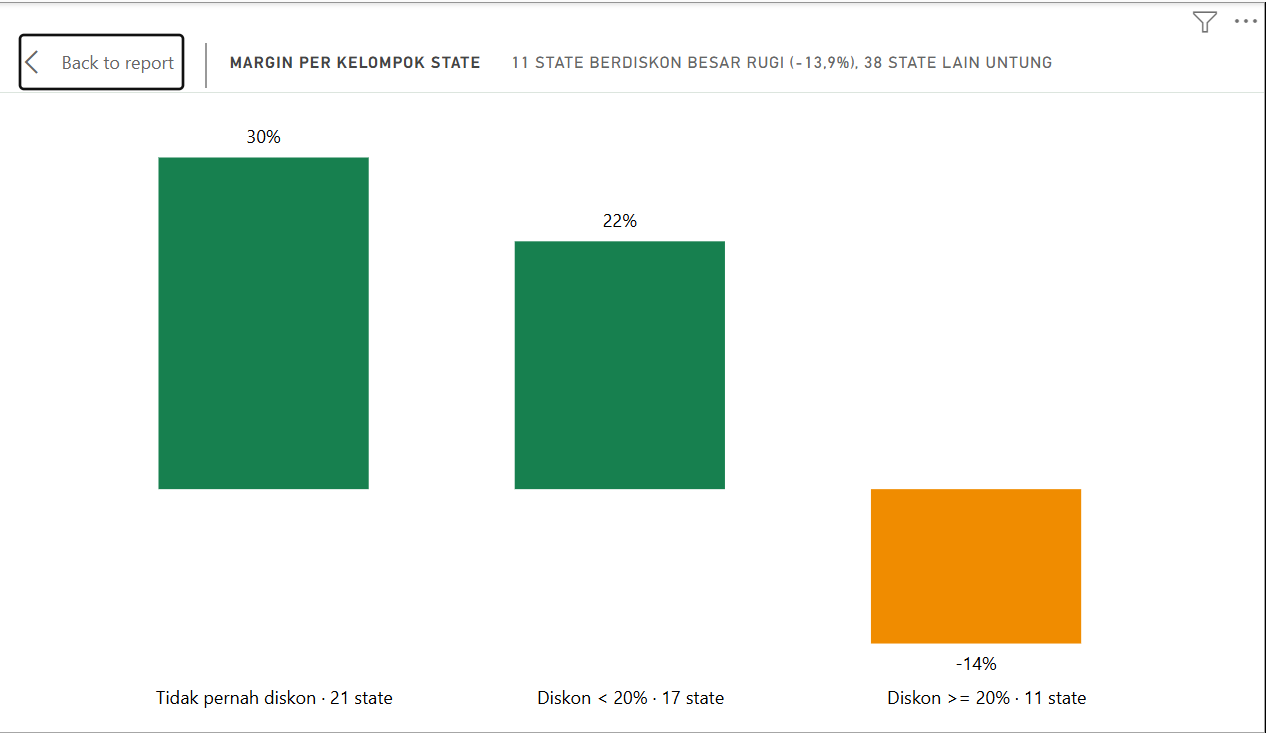 Back to report
MARGIN PER KELOMPOK STATE
11 STATE BERDISKON BESAR RUGI (-13,9%), 38 STATE LAIN UNTUNG
30%
22%
-14%
Tidak pernah diskon · 21 state
Diskon < 20% · 17 state
Diskon >= 20% · 11 state